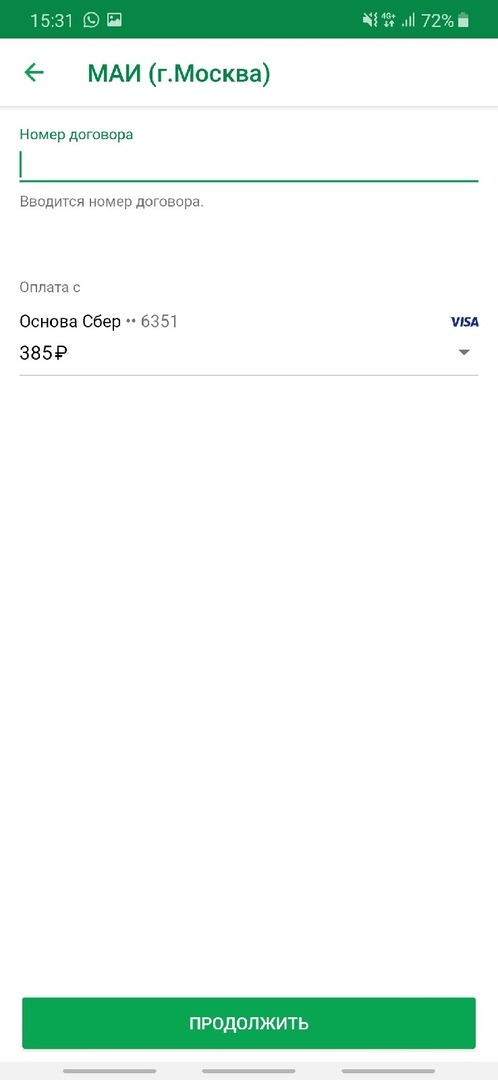 15:31 4G+ 72%
МАИ (г.Москва)
Номер договора
Вводится номер договора.
Оплата с
Основа Сбер •• 6351 VISA
385₽
ПРОДОЛЖИТЬ